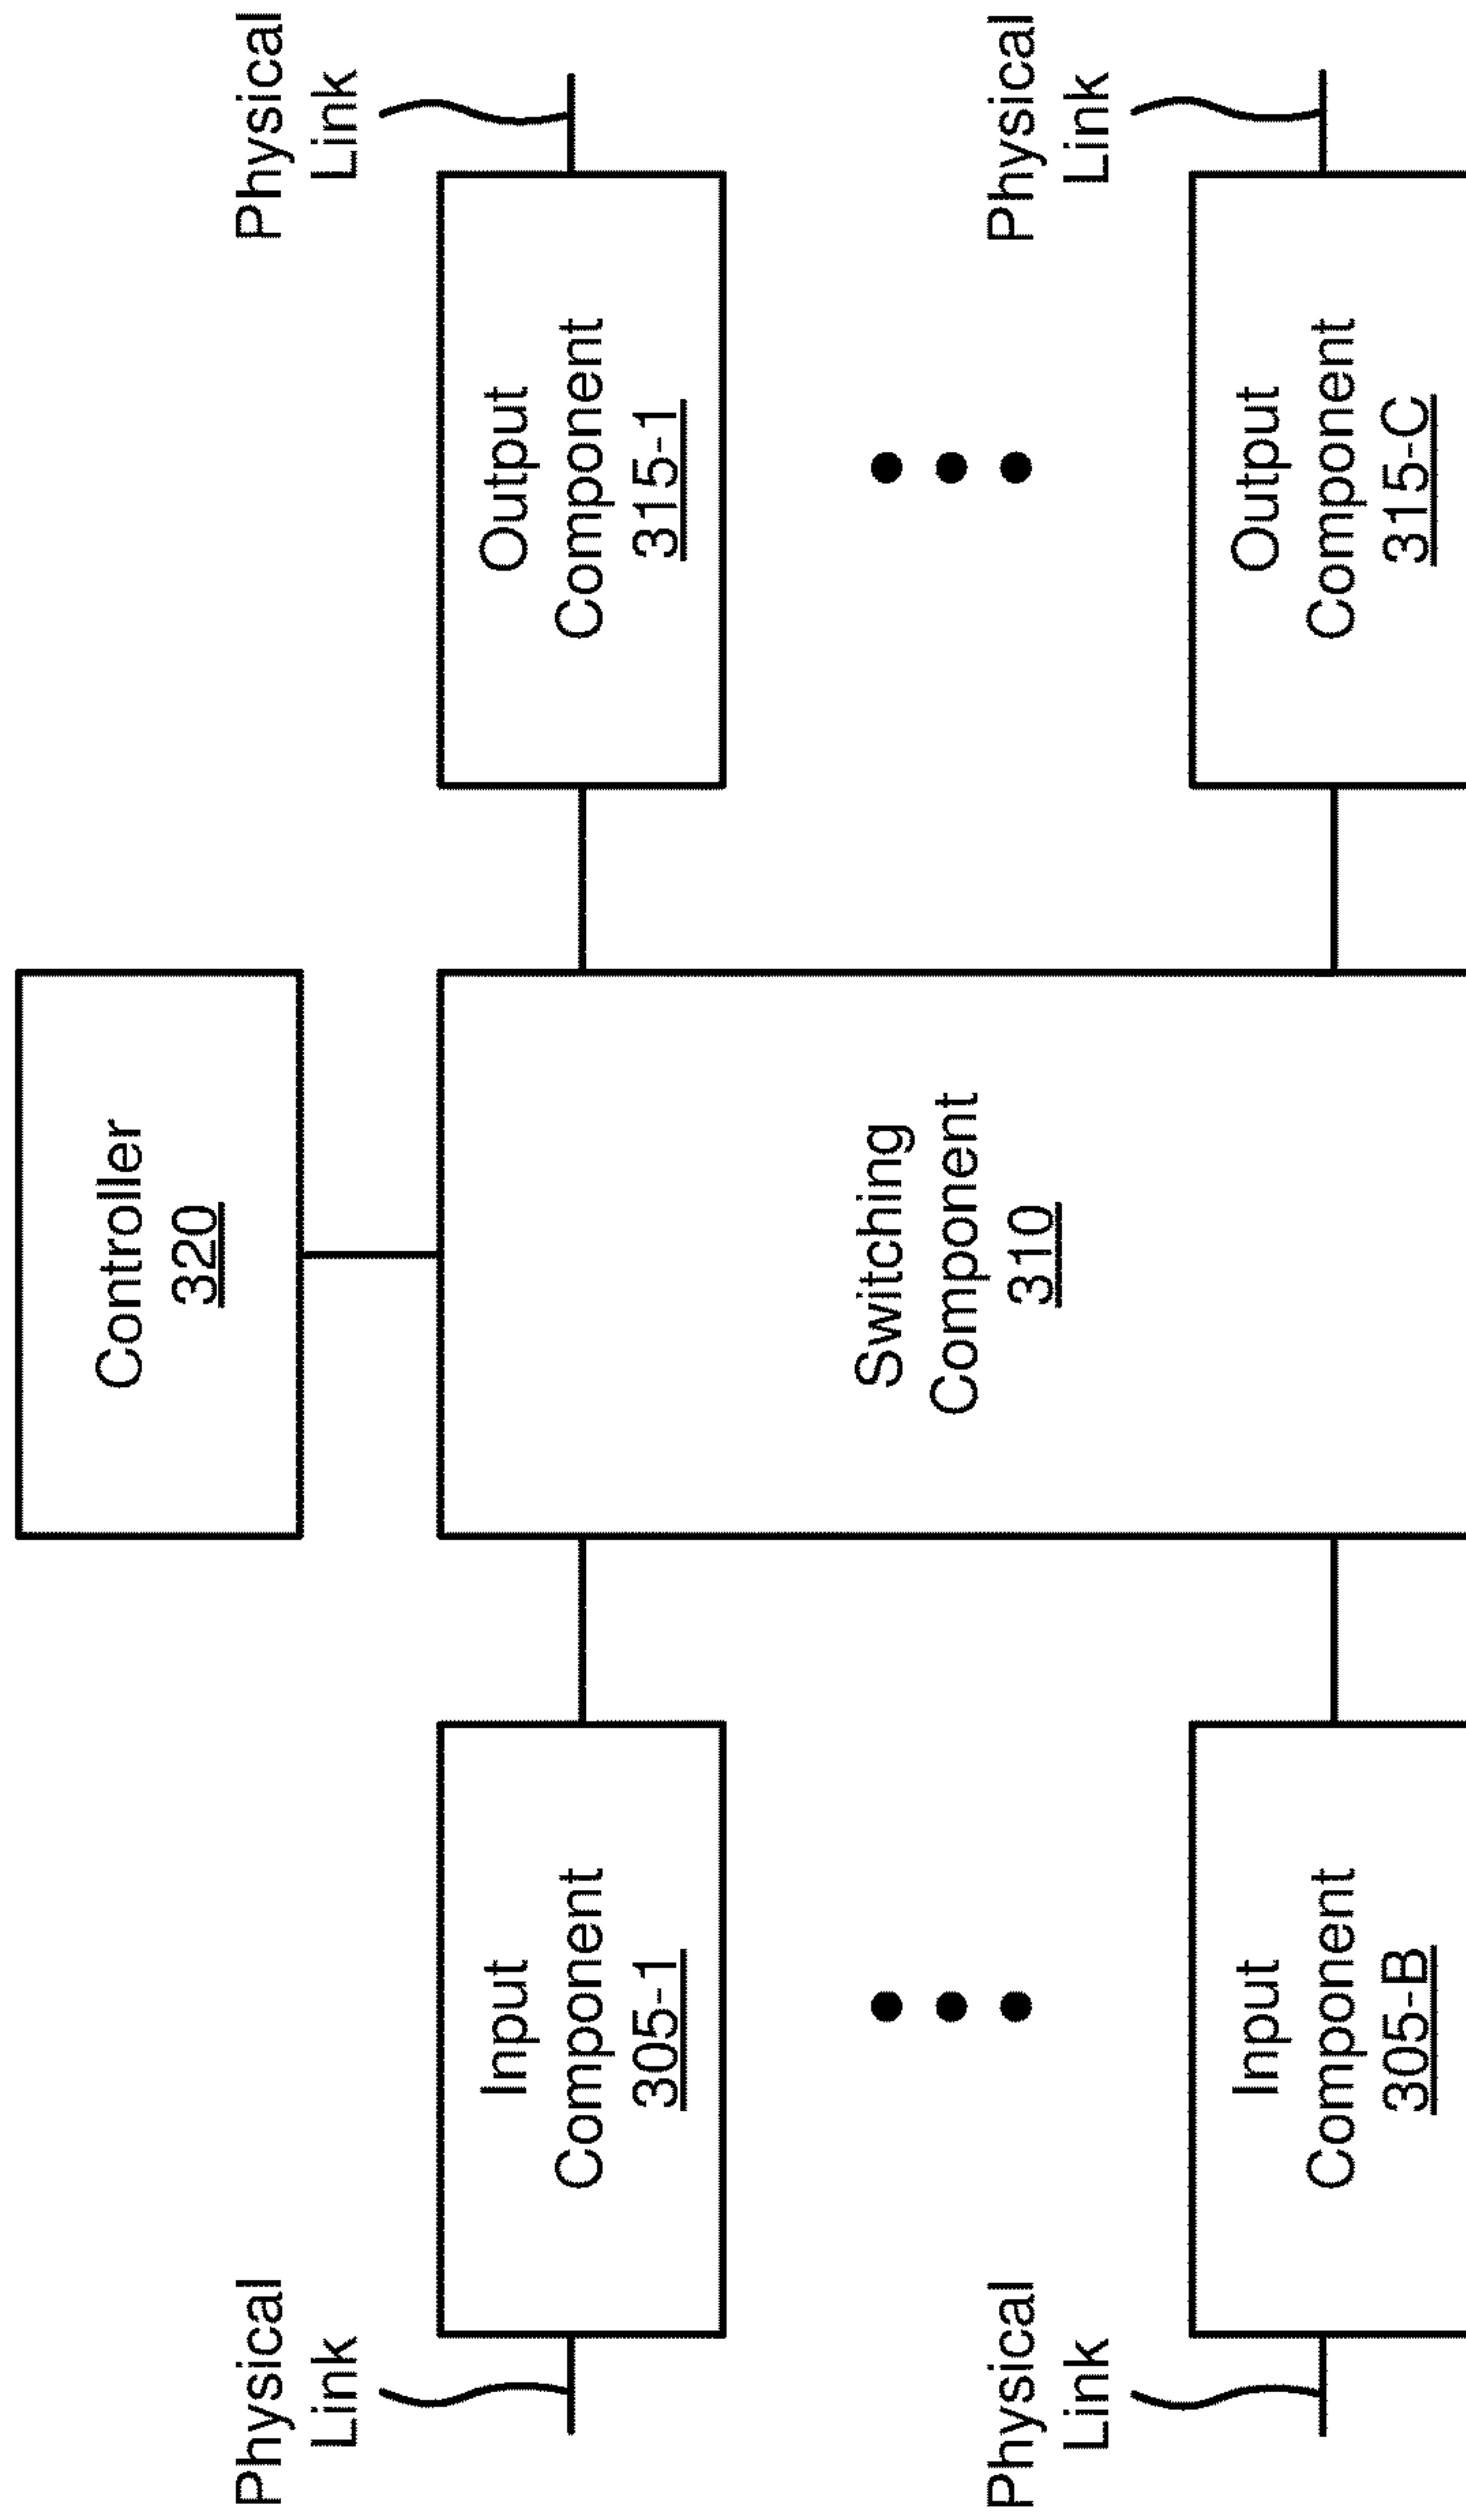 Controller
320
Physical
Link
Physical
Link
Input
Component
305-1
Output
Component
315-1
Switching
Component
310
Physical
Link
Physical
Link
Input
Component
305-B
Output
Component
315-C